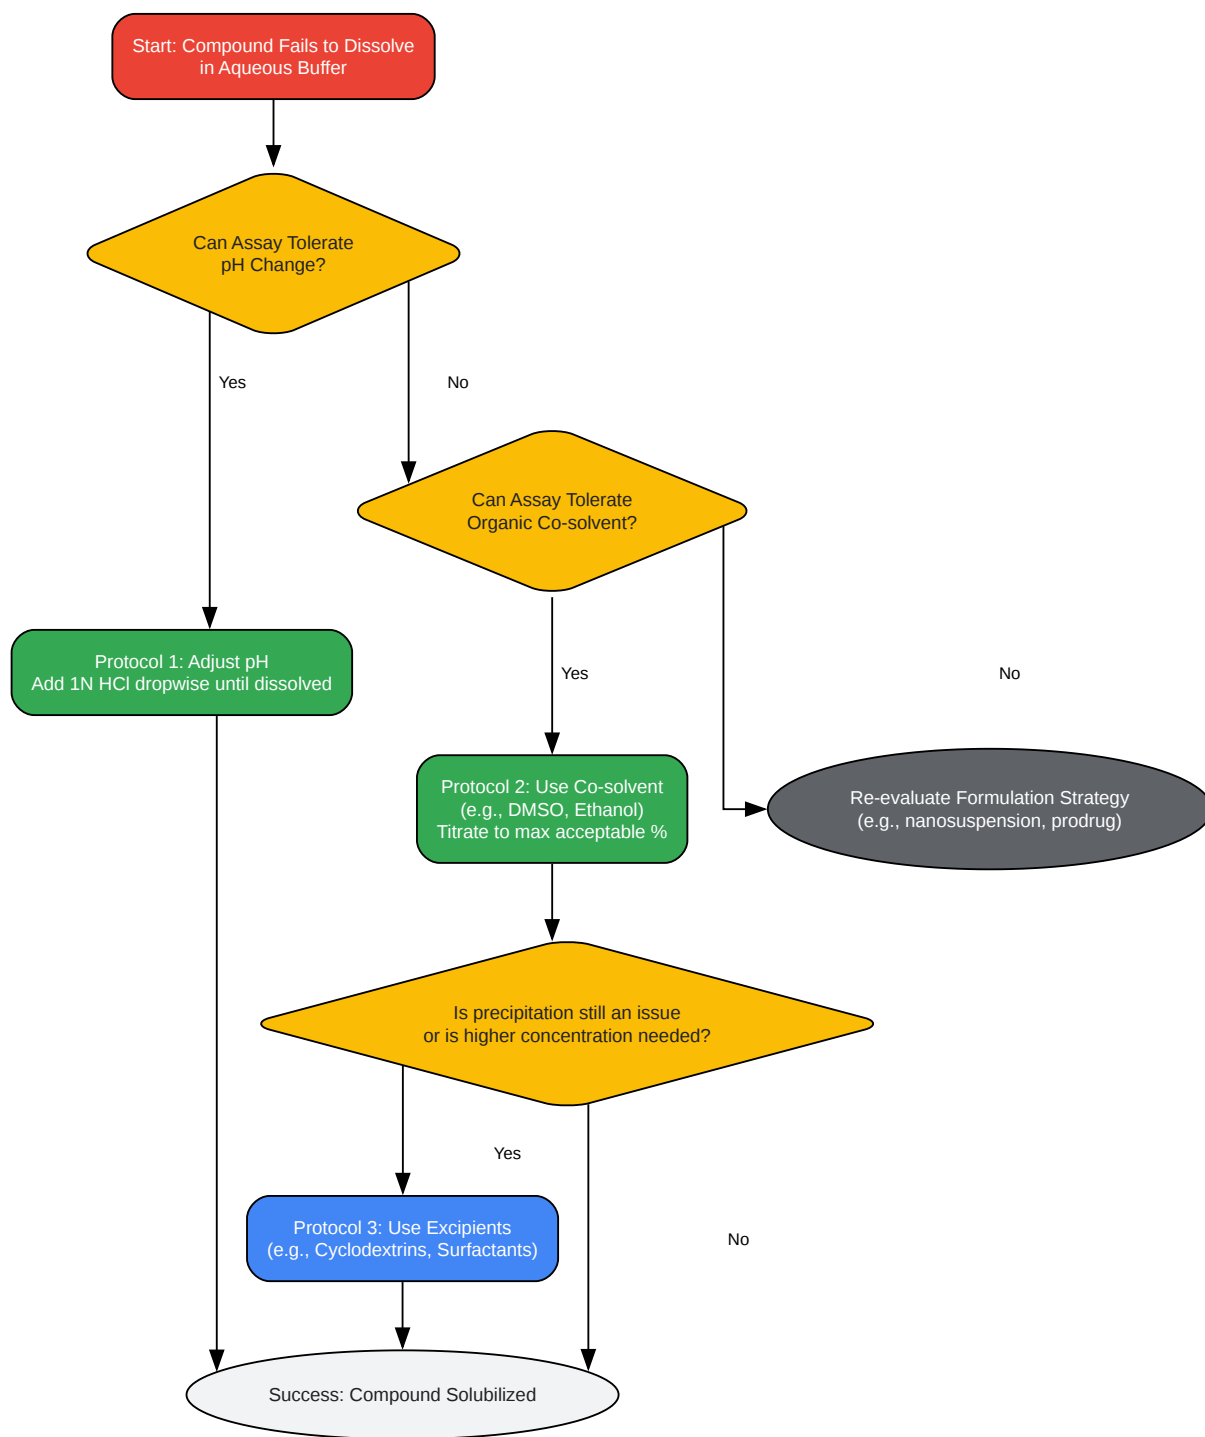 Start: Compound Fails to Dissolve
in Aqueous Buffer
Can Assay Tolerate
pH Change?
Yes
No
Can Assay Tolerate
Organic Co-solvent?
Protocol 1: Adjust pH
Add 1N HCl dropwise until dissolved
Yes
No
Protocol 2: Use Co-solvent
(e.g., DMSO, Ethanol)
Titrate to max acceptable %
Re-evaluate Formulation Strategy
(e.g., nanosuspension, prodrug)
Is precipitation still an issue
or is higher concentration needed?
Yes
Protocol 3: Use Excipients
(e.g., Cyclodextrins, Surfactants)
No
Success: Compound Solubilized